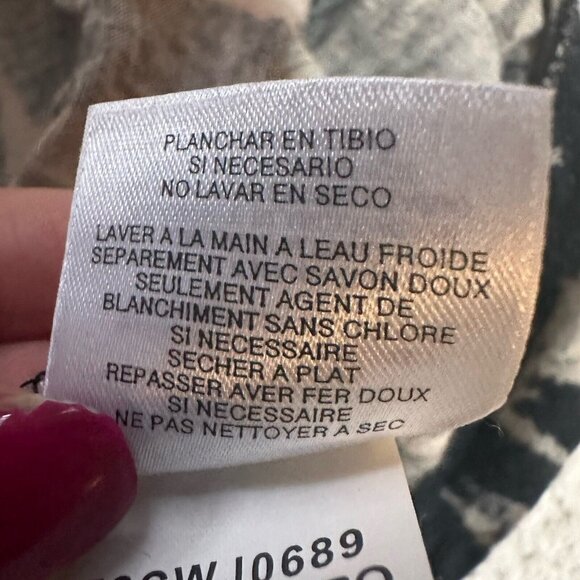 PLANCHAR EN TIBIO
SI NECESARIO
NO LAVAR EN SECO
LAVER A LA MAIN A LEAU FROIDE
SEPAREMENT AVEC SAVON DOUX
SEULEMENT AGENT DE
BLANCHIMENT SANS CHLORE
SI NECESSAIRE
SECHER A PLAT
REPASSER AVER FER DOUX
SI NECESSAIRE
NE PAS NETTOYER A SEC
J0689